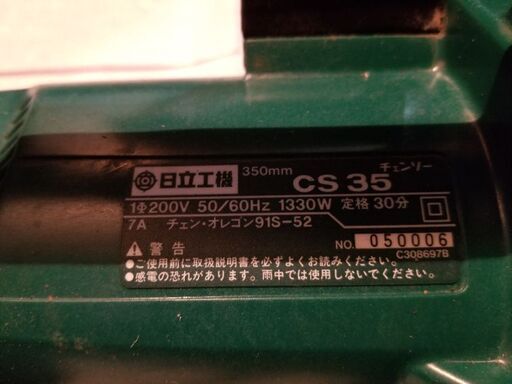 日立工機 350mm CS 35 チェンソー
1Φ200V 50/60Hz 1330W 定格 30分
7A チェン・オレゴン91S-52
警告 NO. 050006
●ご使用前に取扱説明書を必ずよくお読みください。 C308697B
●感電の恐れがあります。雨中では使用しないでください。